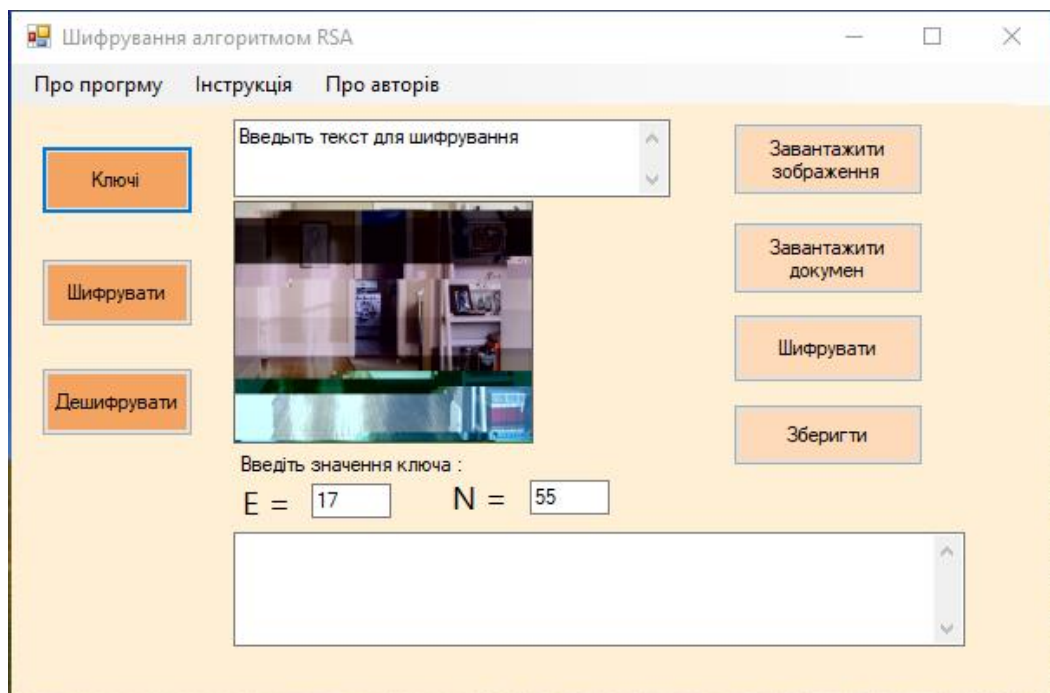 Шифрування алгоритмом RSA
Про прогрму Інструкція Про авторів
Ключі
Шифрувати
Дешифрувати
Введыть текст для шифрування
Введіть значення ключа :
E = 17 N = 55
Завантажити
зображення
Завантажити
докумен
Шифрувати
Зберигти